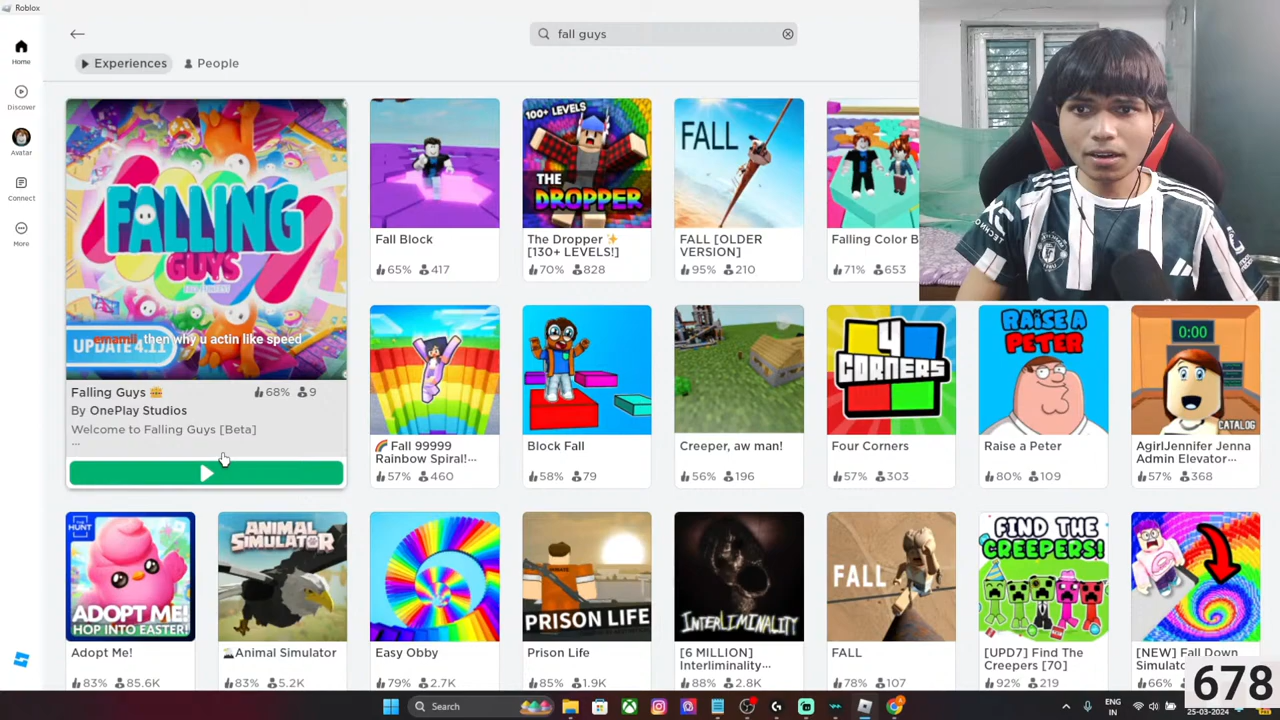 Roblox
fall guys
Home
Experiences
People
Discover
Avatar
Connect
More
FALLING
GUYS
emamii then why u actin like speed
UPDATE 4.11
Falling Guys
68% 9
By OnePlay Studios
Welcome to Falling Guys [Beta]
...
Fall Block
65% 417
100+ LEVELS!
THE
DROPPER
The Dropper ✨
[130+ LEVELS!]
70% 828
FALL
FALL [OLDER
VERSION]
95% 210
Falling Color B
71% 653
TECHNO
🌈 Fall 99999
Rainbow Spiral!...
57% 460
Block Fall
58% 79
Creeper, aw man!
56% 196
4
CORNERS
Four Corners
57% 303
RAISE A
PETER
Raise a Peter
80% 109
0:00
CATALOG
AgirlJennifer Jenna
Admin Elevator...
57% 368
THE
HUNT
ADOPT ME!
HOP INTO EASTER!
Adopt Me!
83% 85.6K
ANIMAL
SIMULATOR
Animal Simulator
83% 5.2K
Easy Obby
79% 2.7K
PRISON LIFE
Prison Life
85% 1.9K
INTERLIMINALITY
[6 MILLION]
Interliminality...
88% 2.8K
FALL
FALL
78% 107
FIND THE
CREEPERS!
[UPD7] Find The
Creepers [70]
92% 219
[NEW] Fall Down
Simulato
66%
678
Search
ENG
IN
25-03-2024